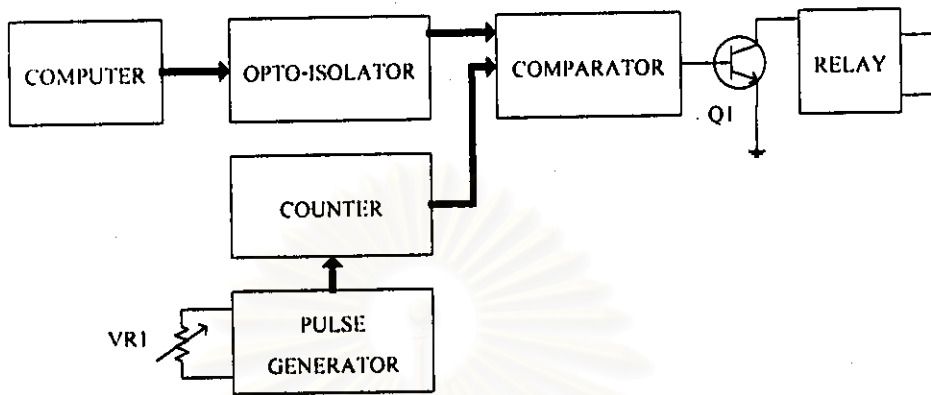 COMPUTER
OPTO-ISOLATOR
COMPARATOR
RELAY
Q1
COUNTER
VR1
PULSE
GENERATOR